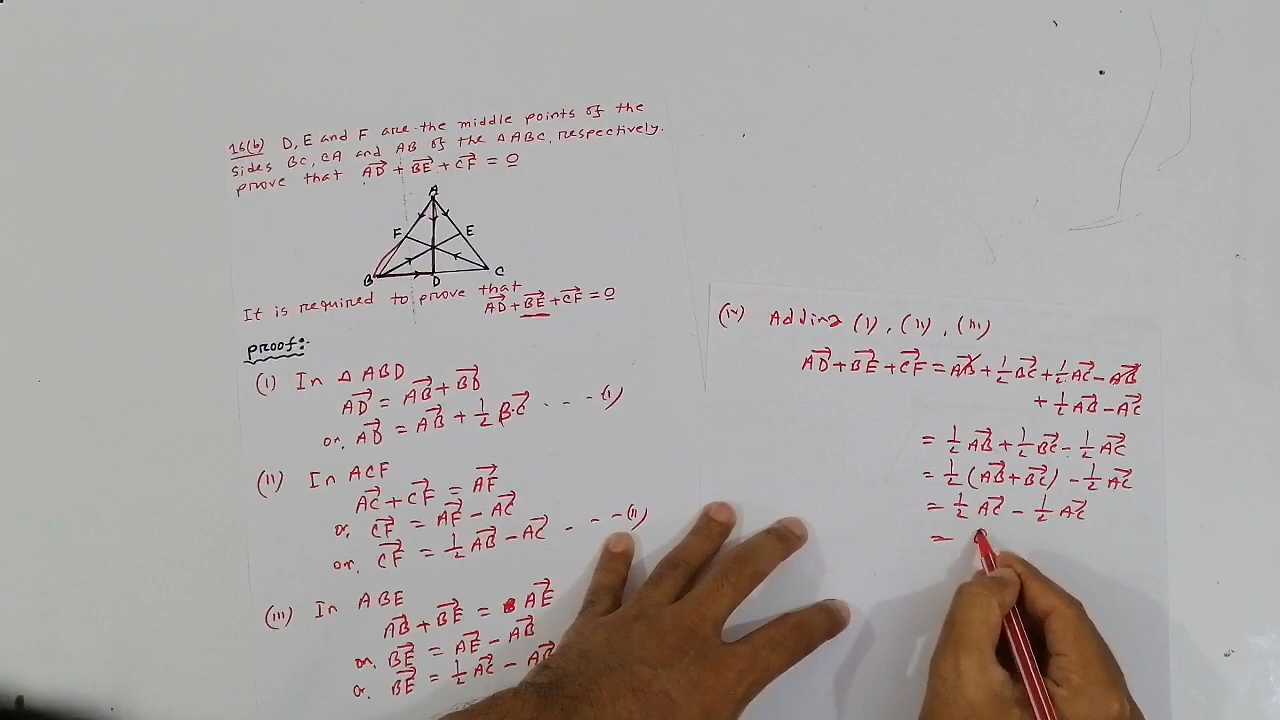 16(b) D, E and F are the middle points of the
sides BC, CA and AB of the △ ABC, respectively.
prove that AD⃗ + BE⃗ + CF⃗ = 0
A
F
E
B
D
C
It is required to prove that
AD⃗ + BE⃗ + CF⃗ = 0
proof:-
(i) In △ ABD
AD⃗ = AB⃗ + BD⃗
or, AD⃗ = AB⃗ + 1/2 BC⃗ - - - -(i)
(ii) In ACF
AC⃗ + CF⃗ = AF⃗
or, CF⃗ = AF⃗ - AC⃗
or, CF⃗ = 1/2 AB⃗ - AC⃗ - - - -(ii)
(iii) In ABE
AB⃗ + BE⃗ = AE⃗
or, BE⃗ = AE⃗ - AB⃗
or, BE⃗ = 1/2 AC⃗ - AB⃗
(iv) Adding (i), (ii), (iii)
AD⃗ + BE⃗ + CF⃗ = AB⃗ + 1/2 BC⃗ + 1/2 AC⃗ - AB⃗
+ 1/2 AB⃗ - AC⃗
= 1/2 AB⃗ + 1/2 BC⃗ - 1/2 AC⃗
= 1/2 (AB⃗ + BC⃗) - 1/2 AC⃗
= 1/2 AC⃗ - 1/2 AC⃗
=